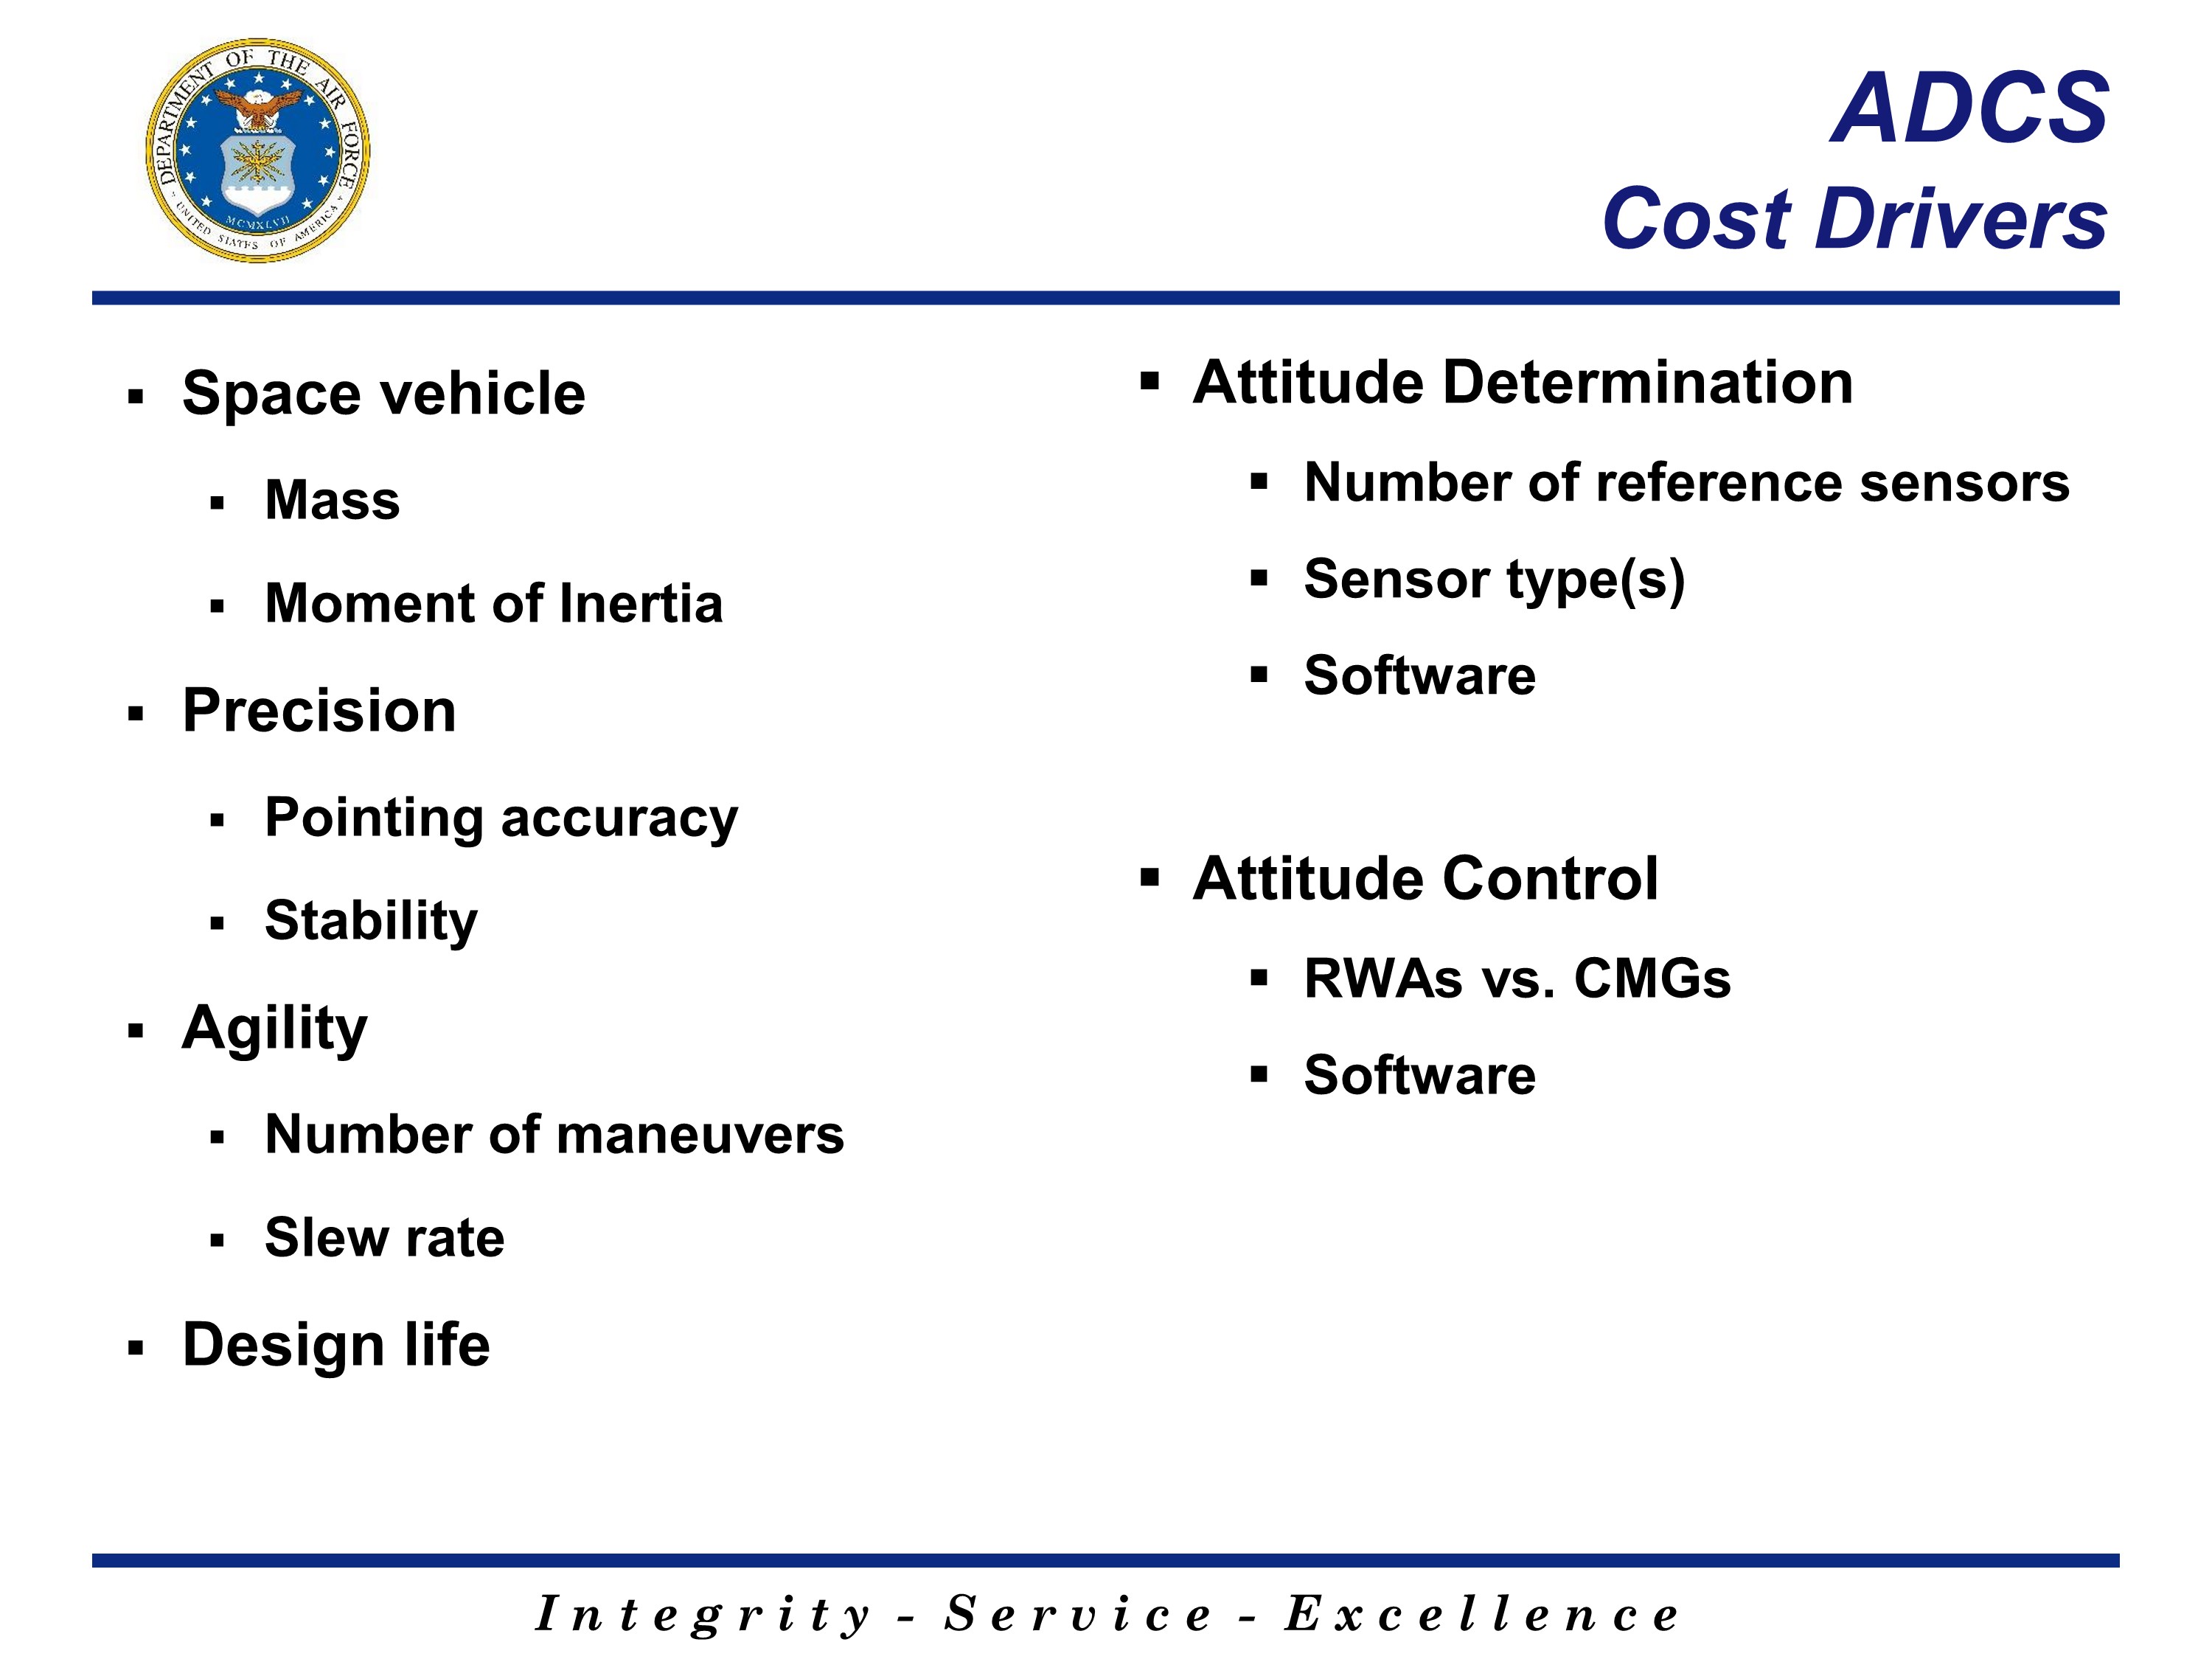 DEPARTMENT OF THE AIR FORCE
UNITED STATES OF AMERICA
MCMXLVII
ADCS
Cost Drivers
▪ Space vehicle
▪ Mass
▪ Moment of Inertia
▪ Precision
▪ Pointing accuracy
▪ Stability
▪ Agility
▪ Number of maneuvers
▪ Slew rate
▪ Design life
▪ Attitude Determination
▪ Number of reference sensors
▪ Sensor type(s)
▪ Software
▪ Attitude Control
▪ RWAs vs. CMGs
▪ Software
Integrity - Service - Excellence